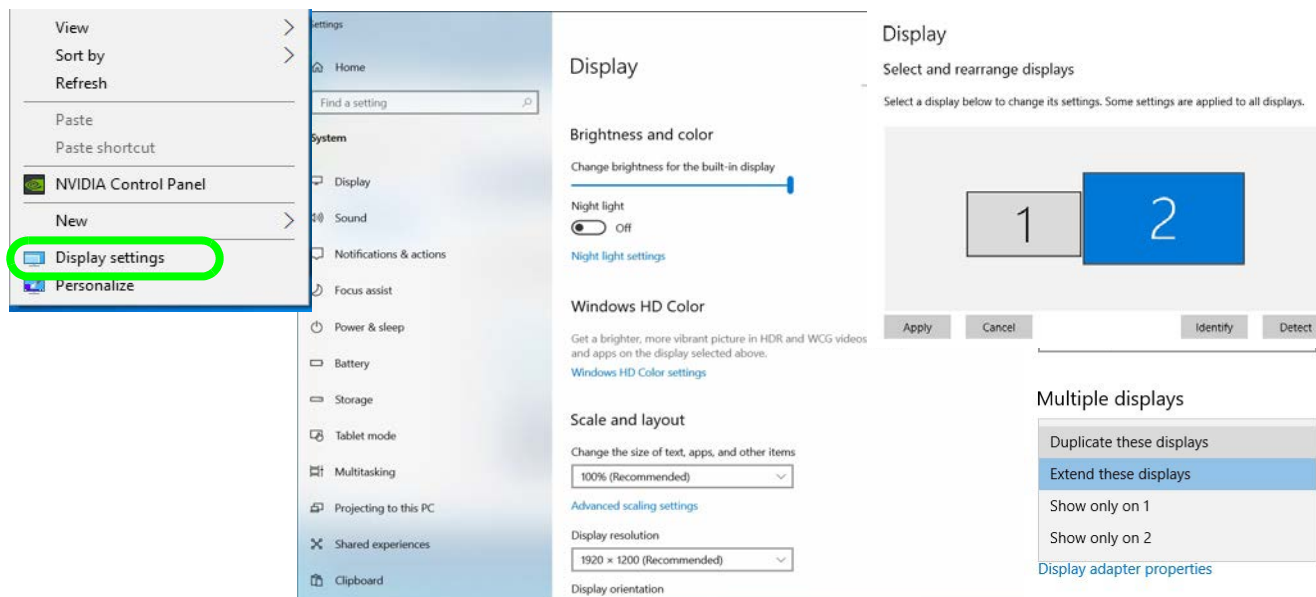 View
Sort by
Refresh
Paste
Paste shortcut
NVIDIA Control Panel
New
Display settings
Personalize
Settings
Home
Find a setting
System
Display
Sound
Notifications & actions
Focus assist
Power & sleep
Battery
Storage
Tablet mode
Multitasking
Projecting to this PC
Shared experiences
Clipboard
Display
Brightness and color
Change brightness for the built-in display
Night light
Off
Night light settings
Windows HD Color
Get a brighter, more vibrant picture in HDR and WCG videos
and apps on the display selected above.
Windows HD Color settings
Scale and layout
Change the size of text, apps, and other items
100% (Recommended)
Advanced scaling settings
Display resolution
1920 × 1200 (Recommended)
Display orientation
Display
Select and rearrange displays
Select a display below to change its settings. Some settings are applied to all displays.
1
2
Apply Cancel Identify Detect
Multiple displays
Duplicate these displays
Extend these displays
Show only on 1
Show only on 2
Display adapter properties